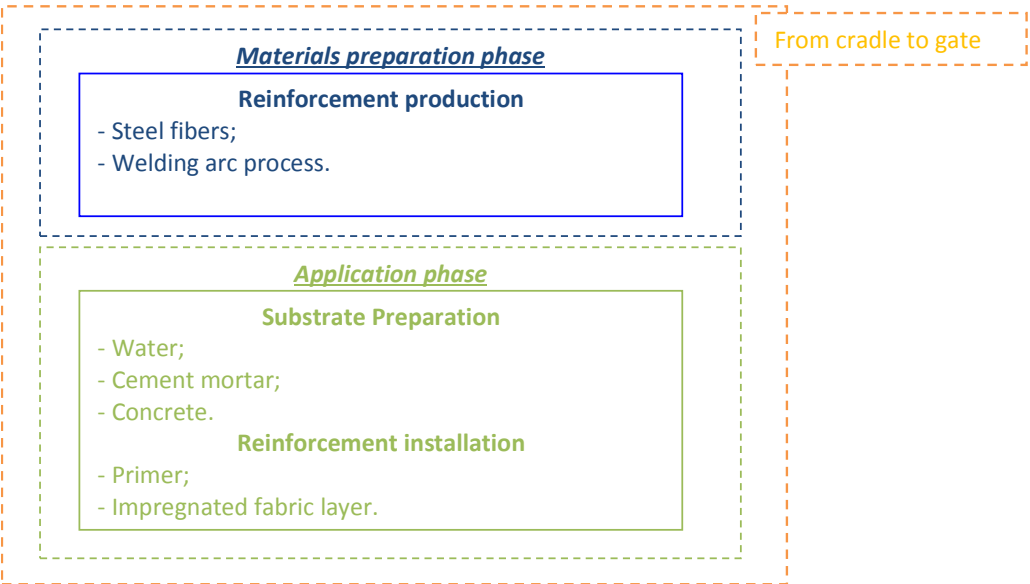 From cradle to gate
Materials preparation phase
Reinforcement production
- Steel fibers;
- Welding arc process.
Application phase
Substrate Preparation
- Water;
- Cement mortar;
- Concrete.
Reinforcement installation
- Primer;
- Impregnated fabric layer.